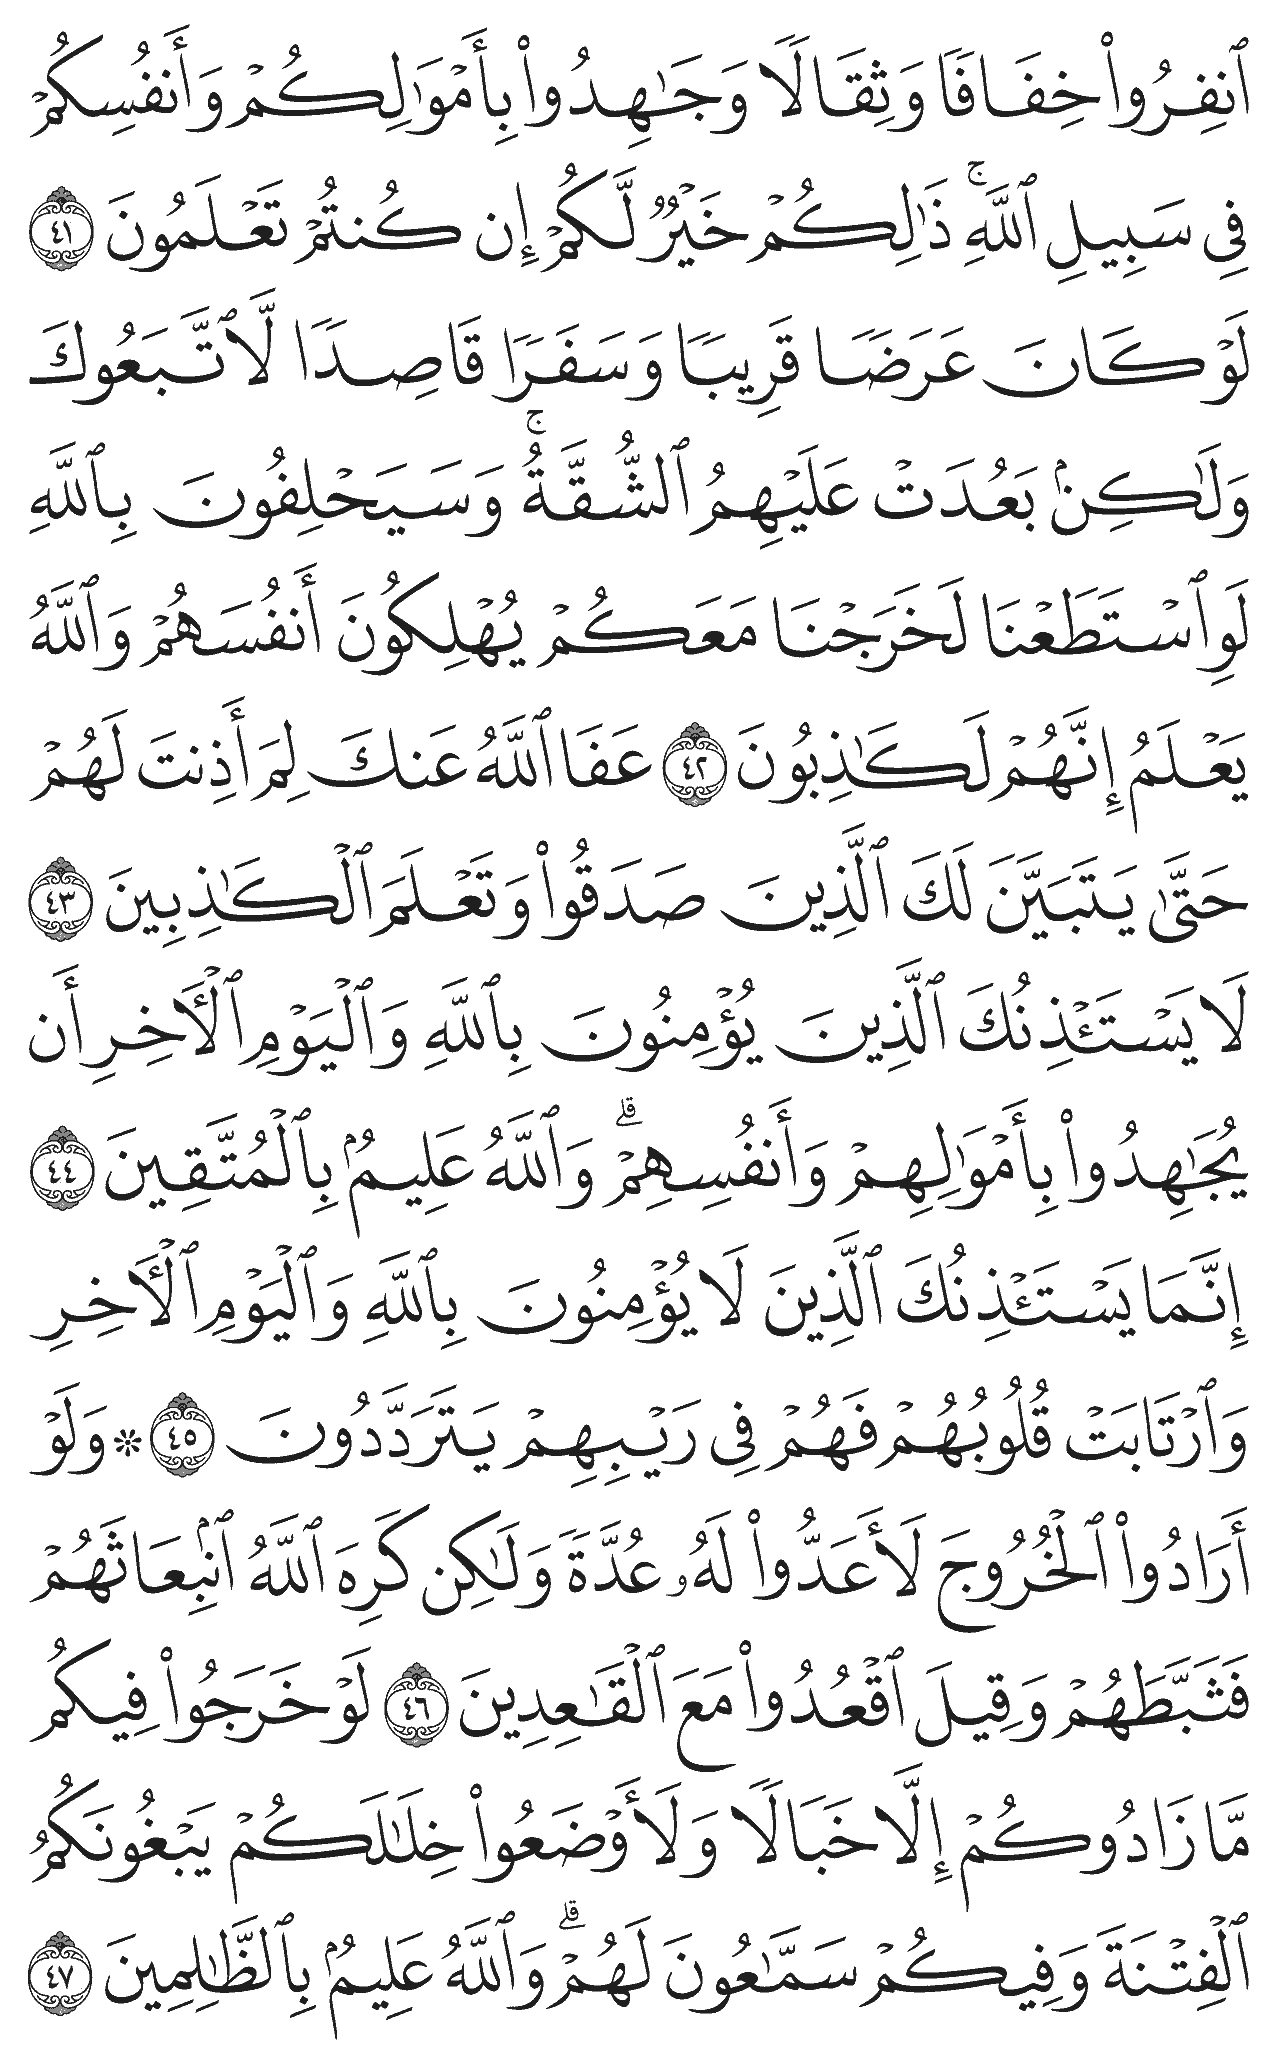 ٱنفِرُوا۟ خِفَافًا وَثِقَالًا وَجَـٰهِدُوا۟ بِأَمْوَٰلِكُمْ وَأَنفُسِكُمْ
فِى سَبِيلِ ٱللَّهِ ۚ ذَٰلِكُمْ خَيْرٌ لَّكُمْ إِن كُنتُمْ تَعْلَمُونَ ٤١
لَوْ كَانَ عَرَضًا قَرِيبًا وَسَفَرًا قَاصِدًا لَّٱتَّبَعُوكَ
وَلَـٰكِنۢ بَعُدَتْ عَلَيْهِمُ ٱلشُّقَّةُ ۚ وَسَيَحْلِفُونَ بِٱللَّهِ
لَوِ ٱسْتَطَعْنَا لَخَرَجْنَا مَعَكُمْ يُهْلِكُونَ أَنفُسَهُمْ وَٱللَّهُ
يَعْلَمُ إِنَّهُمْ لَكَـٰذِبُونَ ٤٢ عَفَا ٱللَّهُ عَنكَ لِمَ أَذِنتَ لَهُمْ
حَتَّىٰ يَتَبَيَّنَ لَكَ ٱلَّذِينَ صَدَقُوا۟ وَتَعْلَمَ ٱلْكَـٰذِبِينَ ٤٣
لَا يَسْتَـْٔذِنُكَ ٱلَّذِينَ يُؤْمِنُونَ بِٱللَّهِ وَٱلْيَوْمِ ٱلْـَٔاخِرِ أَن
يُجَـٰهِدُوا۟ بِأَمْوَٰلِهِمْ وَأَنفُسِهِمْ ۗ وَٱللَّهُ عَلِيمٌۢ بِٱلْمُتَّقِينَ ٤٤
إِنَّمَا يَسْتَـْٔذِنُكَ ٱلَّذِينَ لَا يُؤْمِنُونَ بِٱللَّهِ وَٱلْيَوْمِ ٱلْـَٔاخِرِ
وَٱرْتَابَتْ قُلُوبُهُمْ فَهُمْ فِى رَيْبِهِمْ يَتَرَدَّدُونَ ٤٥ ۞ وَلَوْ
أَرَادُوا۟ ٱلْخُرُوجَ لَأَعَدُّوا۟ لَهُۥ عُدَّةً وَلَـٰكِن كَرِهَ ٱللَّهُ ٱنۢبِعَاثَهُمْ
فَثَبَّطَهُمْ وَقِيلَ ٱقْعُدُوا۟ مَعَ ٱلْقَـٰعِدِينَ ٤٦ لَوْ خَرَجُوا۟ فِيكُم
مَّا زَادُوكُمْ إِلَّا خَبَالًا وَلَأَوْضَعُوا۟ خِلَـٰلَكُمْ يَبْغُونَكُمُ
ٱلْفِتْنَةَ وَفِيكُمْ سَمَّـٰعُونَ لَهُمْ ۗ وَٱللَّهُ عَلِيمٌۢ بِٱلظَّـٰلِمِينَ ٤٧